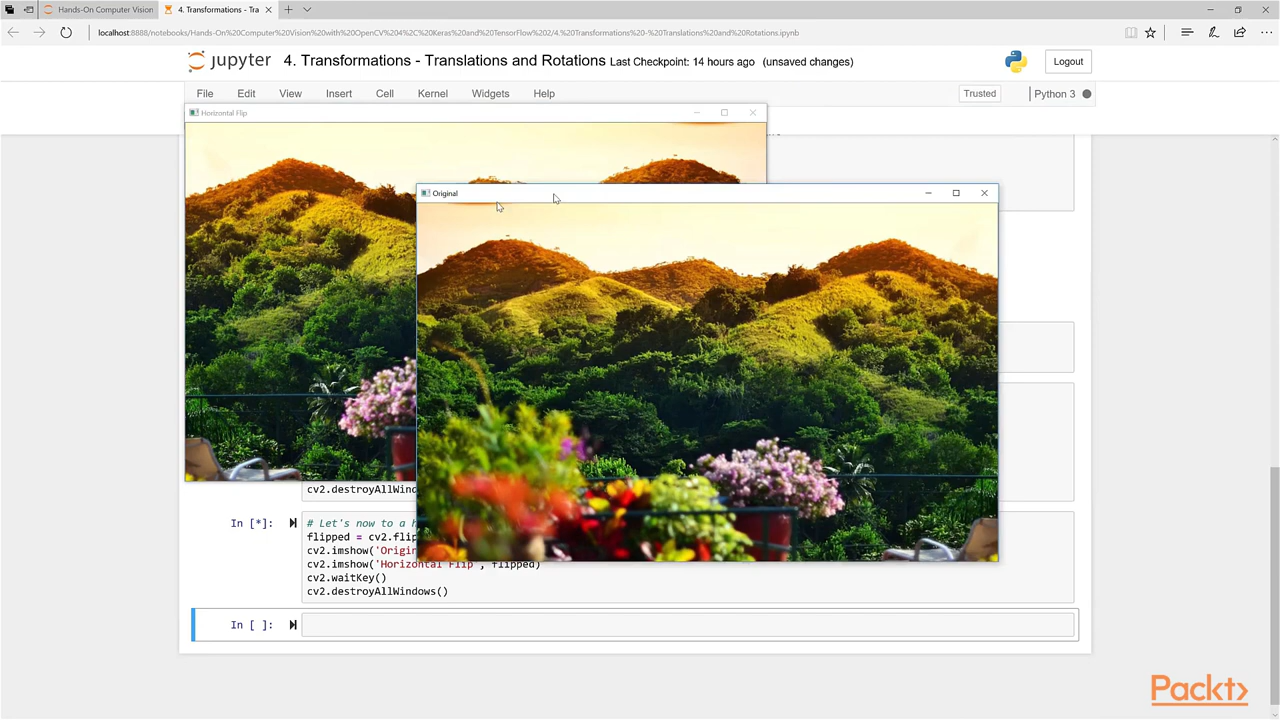 Hands-On Computer Vision
4. Transformations - Tra
localhost:8888/notebooks/Hands-On%20Computer%20Vision%20with%20OpenCV%204%2C%20Keras%20and%20TensorFlow%202/4.%20Transformations%20-%20Translations%20and%20Rotations.ipynb
jupyter 4. Transformations - Translations and Rotations Last Checkpoint: 14 hours ago (unsaved changes)
Logout
File Edit View Insert Cell Kernel Widgets Help
Trusted
Python 3
Horizontal Flip
Original
cv2.destroyAllWind
In [*]:
# Let's now to a h
flipped = cv2.flip
cv2.imshow('Origin
cv2.imshow('Horizontal Flip', flipped)
cv2.waitKey()
cv2.destroyAllWindows()
In [ ]:
Packt>